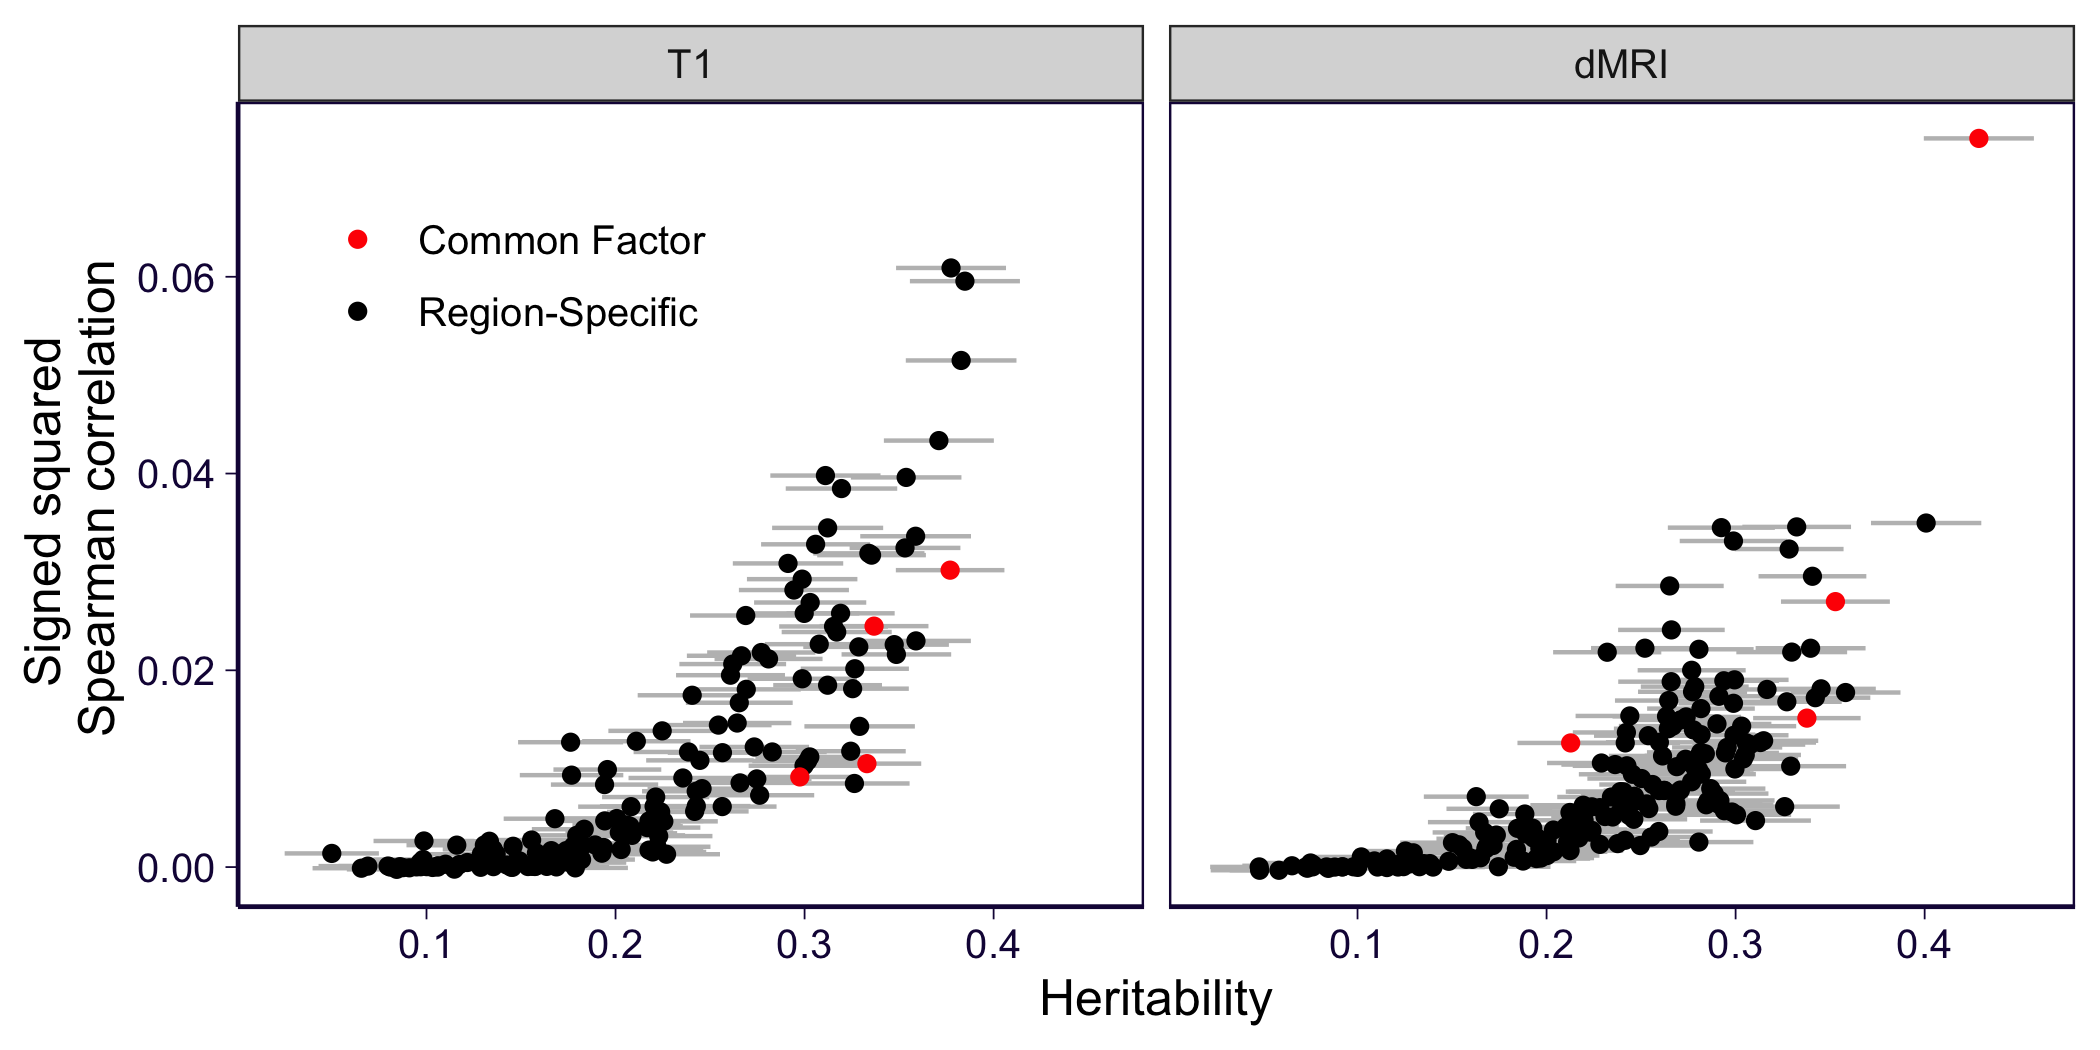 T1
dMRI
Common Factor
Region-Specific
Signed squared
Spearman correlation
0.06
0.04
0.02
0.00
0.1
0.2
0.3
0.4
0.1
0.2
0.3
0.4
Heritability